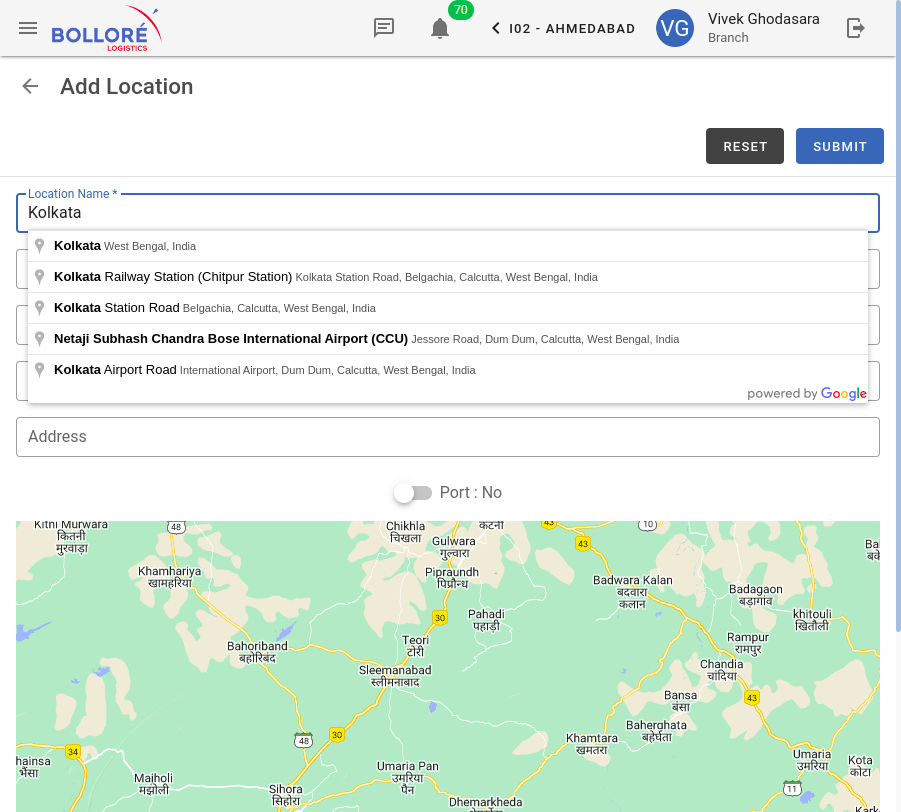 BOLLORÉ
LOGISTICS
70
I02 - AHMEDABAD
VG
Vivek Ghodasara
Branch
Add Location
RESET
SUBMIT
Location Name *
Kolkata
Kolkata West Bengal, India
Kolkata Railway Station (Chitpur Station) Kolkata Station Road, Belgachia, Calcutta, West Bengal, India
Kolkata Station Road Belgachia, Calcutta, West Bengal, India
Netaji Subhash Chandra Bose International Airport (CCU) Jessore Road, Dum Dum, Calcutta, West Bengal, India
Kolkata Airport Road International Airport, Dum Dum, Calcutta, West Bengal, India
powered by Google
Address
Port : No
Kitni Murwara
कितनी
मुरवाड़ा
48
Chikhla
चिखला
कटनी
43
10
Gulwara
गुल्वारा
43
Khamhariya
खामहरिया
Pipraundh
पिप्रौन्ध
Badwara Kalan
बदवारा
कलान
Badagaon
बड़ागांव
30
Pahadi
पहाड़ी
khitouli
खितौली
Bahoriband
बहोरिबंद
Teori
टोरी
Rampur
रामपुर
Sleemanabad
स्लीमनाबाद
Chandia
चांदिया
Bansa
बंसा
43
48
30
Baherghata
बहेर्घता
34
Khamtara
खमतरा
Umaria
उमरिया
Kota
कोटा
hainsa
भैंसा
Majholi
मझोली
Umaria Pan
उमरिया
पैन
Sihora
सिहोरा
11
Dhemarkheda